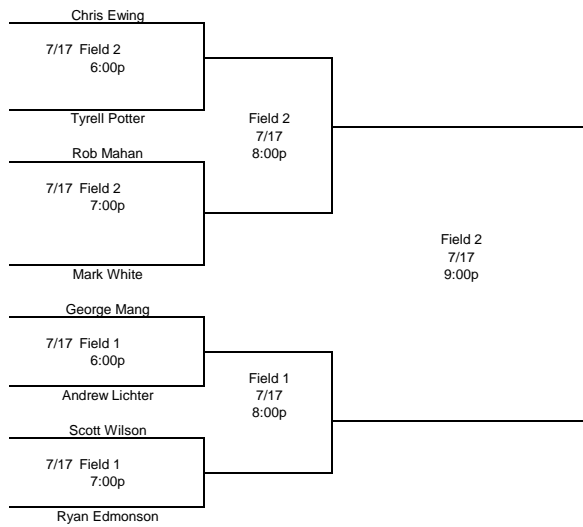 Chris Ewing
7/17 Field 2
6:00p
Tyrell Potter
Rob Mahan
7/17 Field 2
7:00p
Mark White
George Mang
7/17 Field 1
6:00p
Andrew Lichter
Scott Wilson
7/17 Field 1
7:00p
Ryan Edmonson
Field 2
7/17
8:00p
Field 1
7/17
8:00p
Field 2
7/17
9:00p